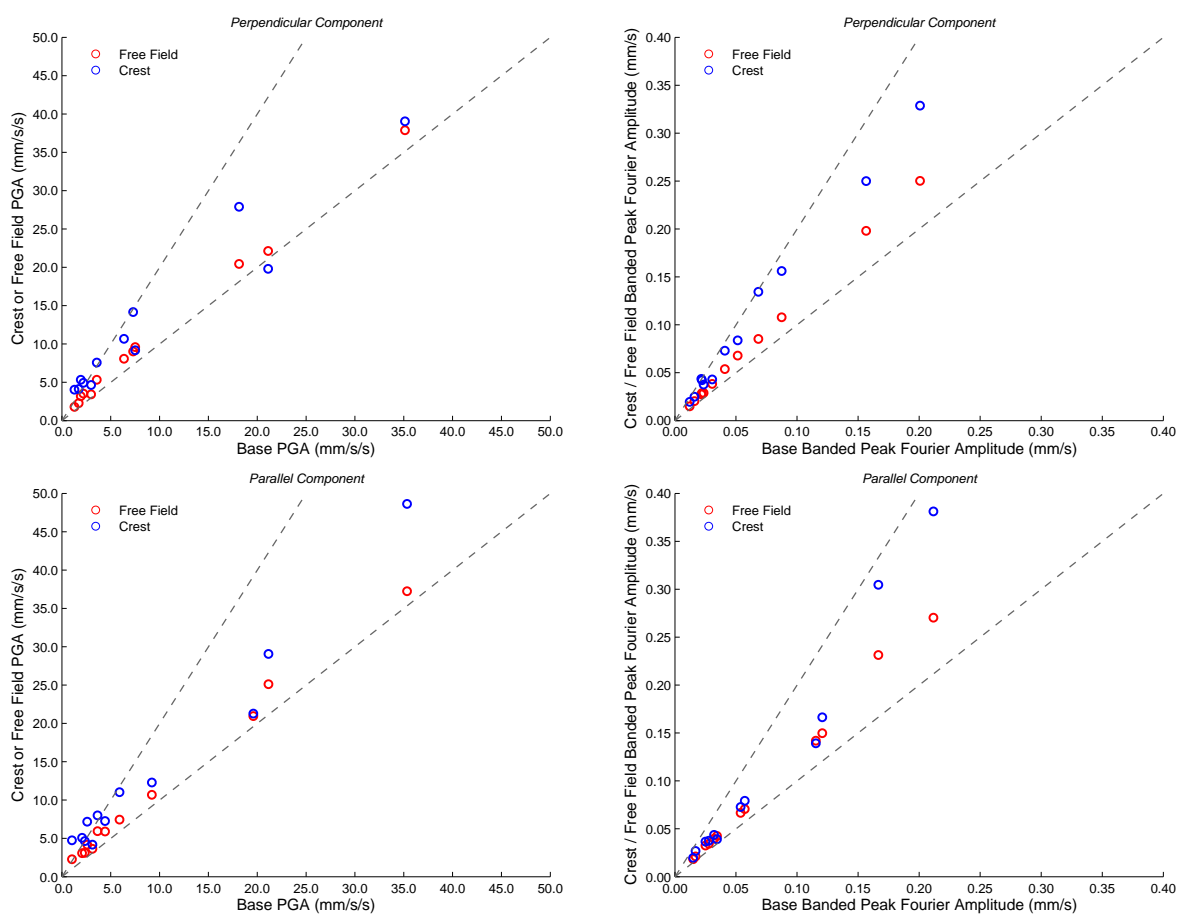 Perpendicular Component
50.0
45.0
40.0
35.0
30.0
25.0
20.0
15.0
10.0
5.0
0.0
Crest or Free Field PGA (mm/s/s)
Free Field
Crest
0.0 5.0 10.0 15.0 20.0 25.0 30.0 35.0 40.0 45.0 50.0
Base PGA (mm/s/s)
Perpendicular Component
0.40
0.35
0.30
0.25
0.20
0.15
0.10
0.05
0.00
Crest / Free Field Banded Peak Fourier Amplitude (mm/s)
Free Field
Crest
0.00 0.05 0.10 0.15 0.20 0.25 0.30 0.35 0.40
Base Banded Peak Fourier Amplitude (mm/s)
Parallel Component
50.0
45.0
40.0
35.0
30.0
25.0
20.0
15.0
10.0
5.0
0.0
Crest or Free Field PGA (mm/s/s)
Free Field
Crest
0.0 5.0 10.0 15.0 20.0 25.0 30.0 35.0 40.0 45.0 50.0
Base PGA (mm/s/s)
Parallel Component
0.40
0.35
0.30
0.25
0.20
0.15
0.10
0.05
0.00
Crest / Free Field Banded Peak Fourier Amplitude (mm/s)
Free Field
Crest
0.00 0.05 0.10 0.15 0.20 0.25 0.30 0.35 0.40
Base Banded Peak Fourier Amplitude (mm/s)